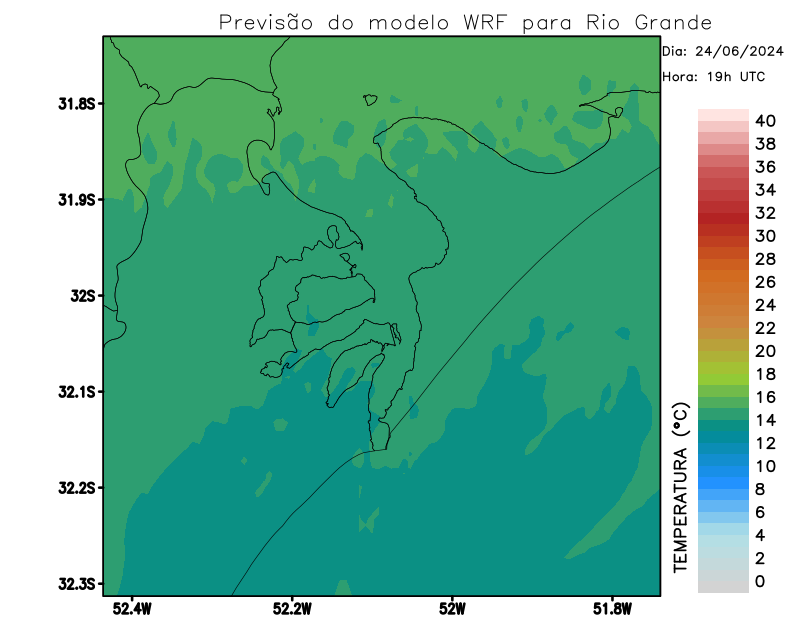 Previsão do modelo WRF para Rio Grande
Dia: 24/06/2024
Hora: 19h UTC
31.8S
31.9S
32S
32.1S
32.2S
32.3S
52.4W
52.2W
52W
51.8W
40
38
36
34
32
30
28
26
24
22
20
18
16
14
12
10
8
6
4
2
0
TEMPERATURA (°C)